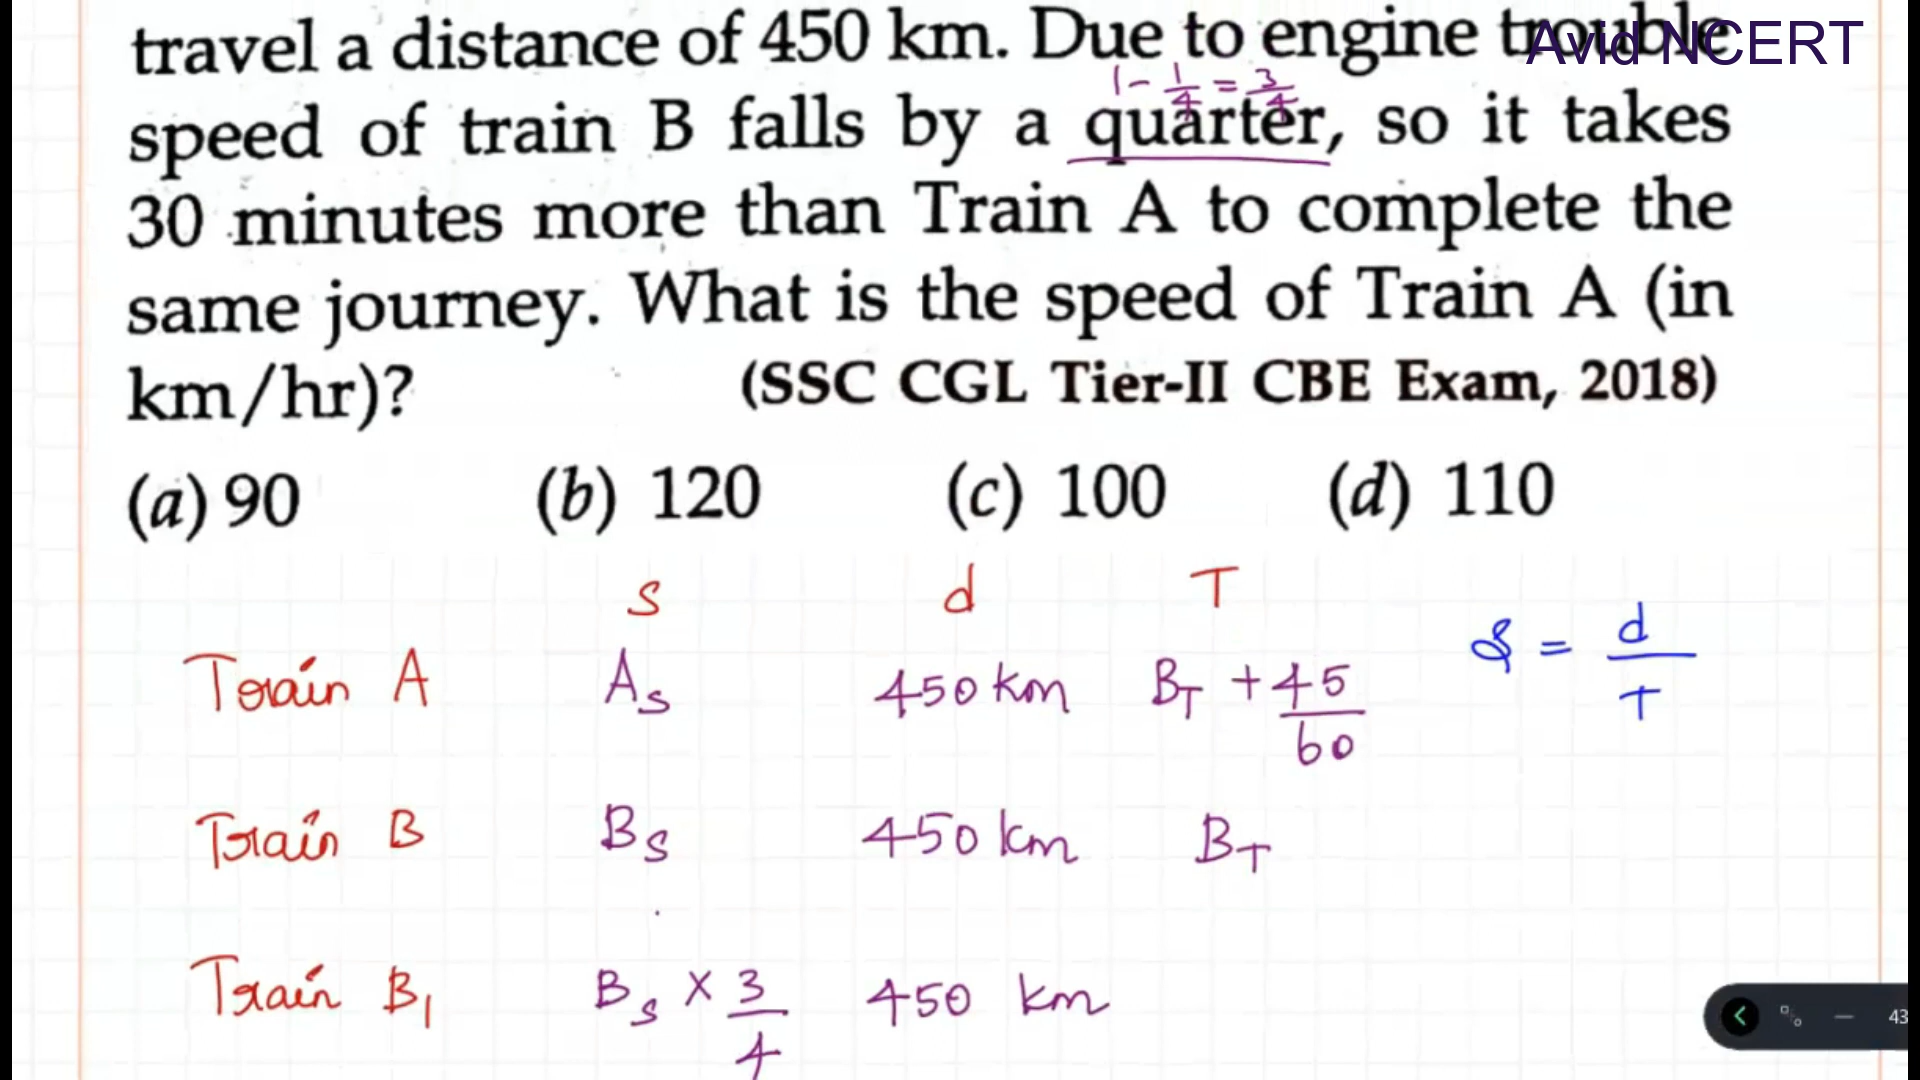 travel a distance of 450 km. Due to engine trouble
Avid NCERT
1 - 1/4 = 3/4
speed of train B falls by a quarter, so it takes
30 minutes more than Train A to complete the
same journey. What is the speed of Train A (in
km/hr)? (SSC CGL Tier-II CBE Exam, 2018)
(a) 90 (b) 120 (c) 100 (d) 110
S d T
Train A A_S 450 km B_T + 45/60 S = d/T
Train B B_S 450 km B_T
Train B_1 B_S × 3/4 450 km
43